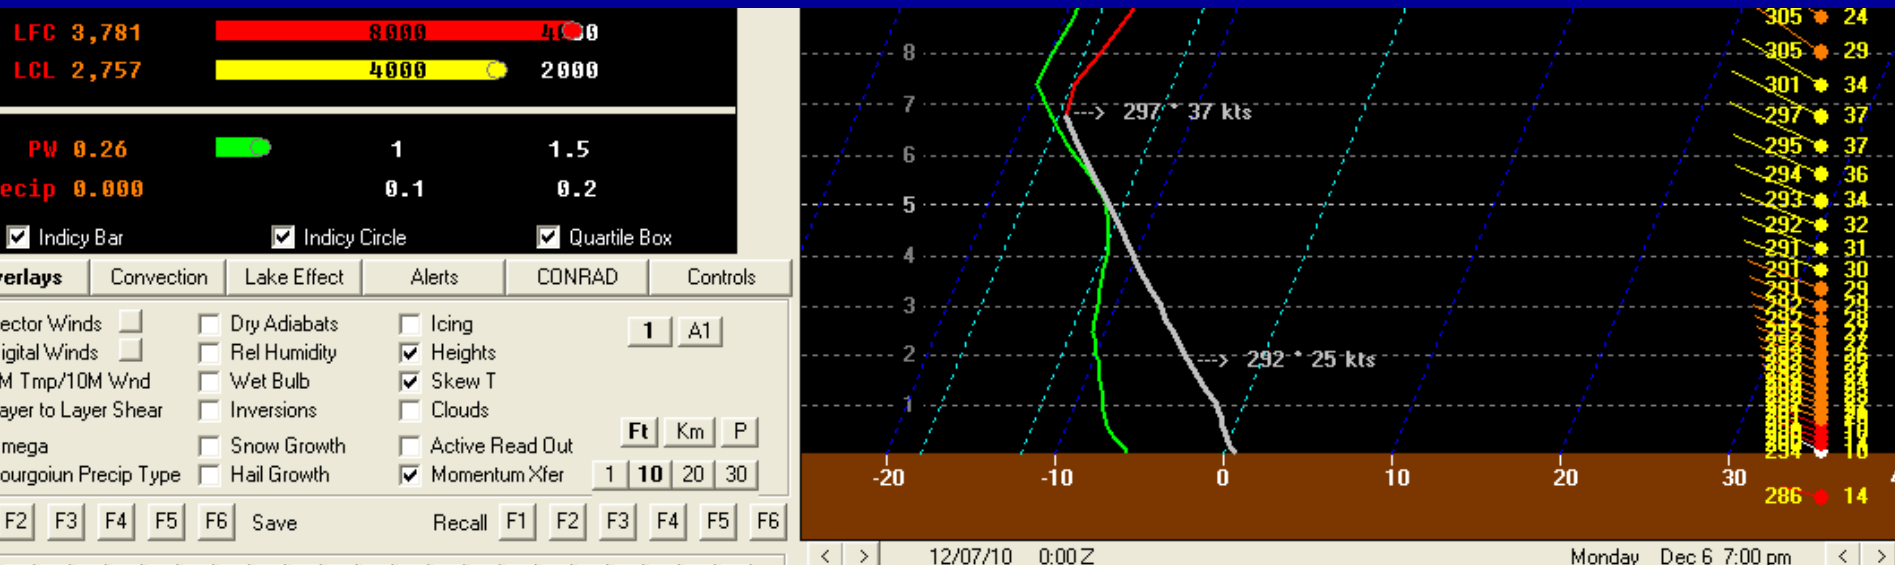 LFC 3,781 8000 4000
LCL 2,757 4000 2000
PW 0.26 1 1.5
ecip 0.000 0.1 0.2
Indicy Bar Indicy Circle Quartile Box
verlays Convection Lake Effect Alerts CONRAD Controls
ector Winds Dry Adiabats Icing 1 A1
igital Winds Rel Humidity Heights
M Tmp/10M Wnd Wet Bulb Skew T
ayer to Layer Shear Inversions Clouds
Ft Km P
mega Snow Growth Active Read Out
ourgoiun Precip Type Hail Growth Momentum Xfer 1 10 20 30
F2 F3 F4 F5 F6 Save Recall F1 F2 F3 F4 F5 F6
305 24
8 305 29
301 34
7 ---> 297 * 37 kts 297 37
6 295 37
294 36
5 293 34
292 32
4 291 31
291 30
3 291 29
2 ---> 292 * 25 kts
1
-20 -10 0 10 20 30
286 14
< > 12/07/10 0:00 Z Monday Dec 6 7:00 pm < >